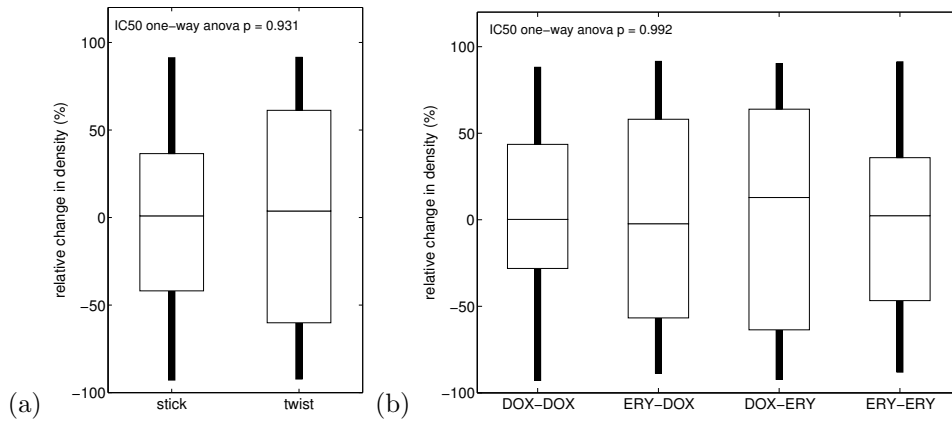 (a)
IC50 one−way anova p = 0.931
relative change in density (%)
100
50
0
−50
−100
stick twist
(b)
IC50 one−way anova p = 0.992
relative change in density (%)
100
50
0
−50
−100
DOX−DOX ERY−DOX DOX−ERY ERY−ERY